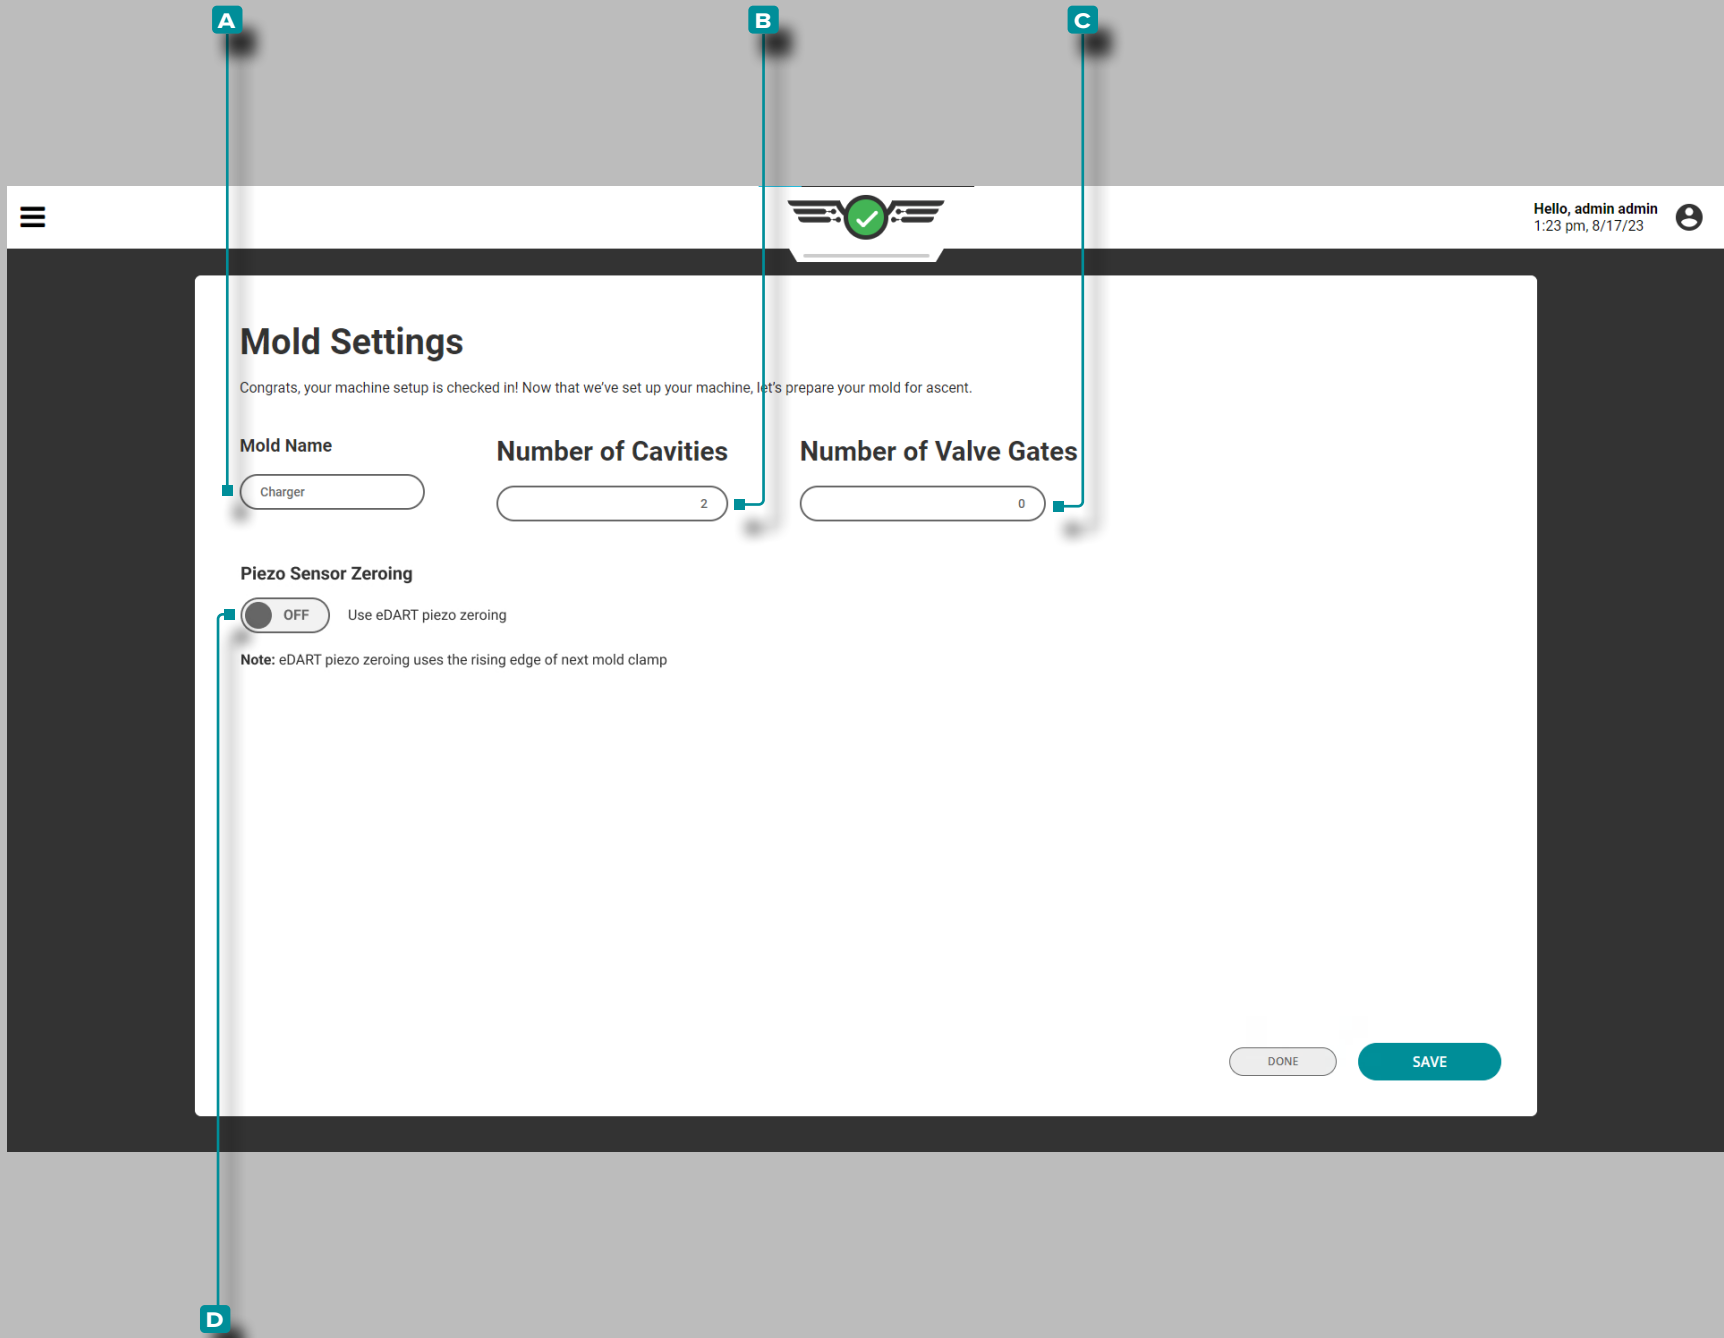 A
B
C
Hello, admin admin
1:23 pm, 8/17/23
Mold Settings
Congrats, your machine setup is checked in! Now that we've set up your machine, let's prepare your mold for ascent.
Mold Name
Number of Cavities
Number of Valve Gates
Charger
2
0
Piezo Sensor Zeroing
OFF
Use eDART piezo zeroing
Note: eDART piezo zeroing uses the rising edge of next mold clamp
DONE
SAVE
D